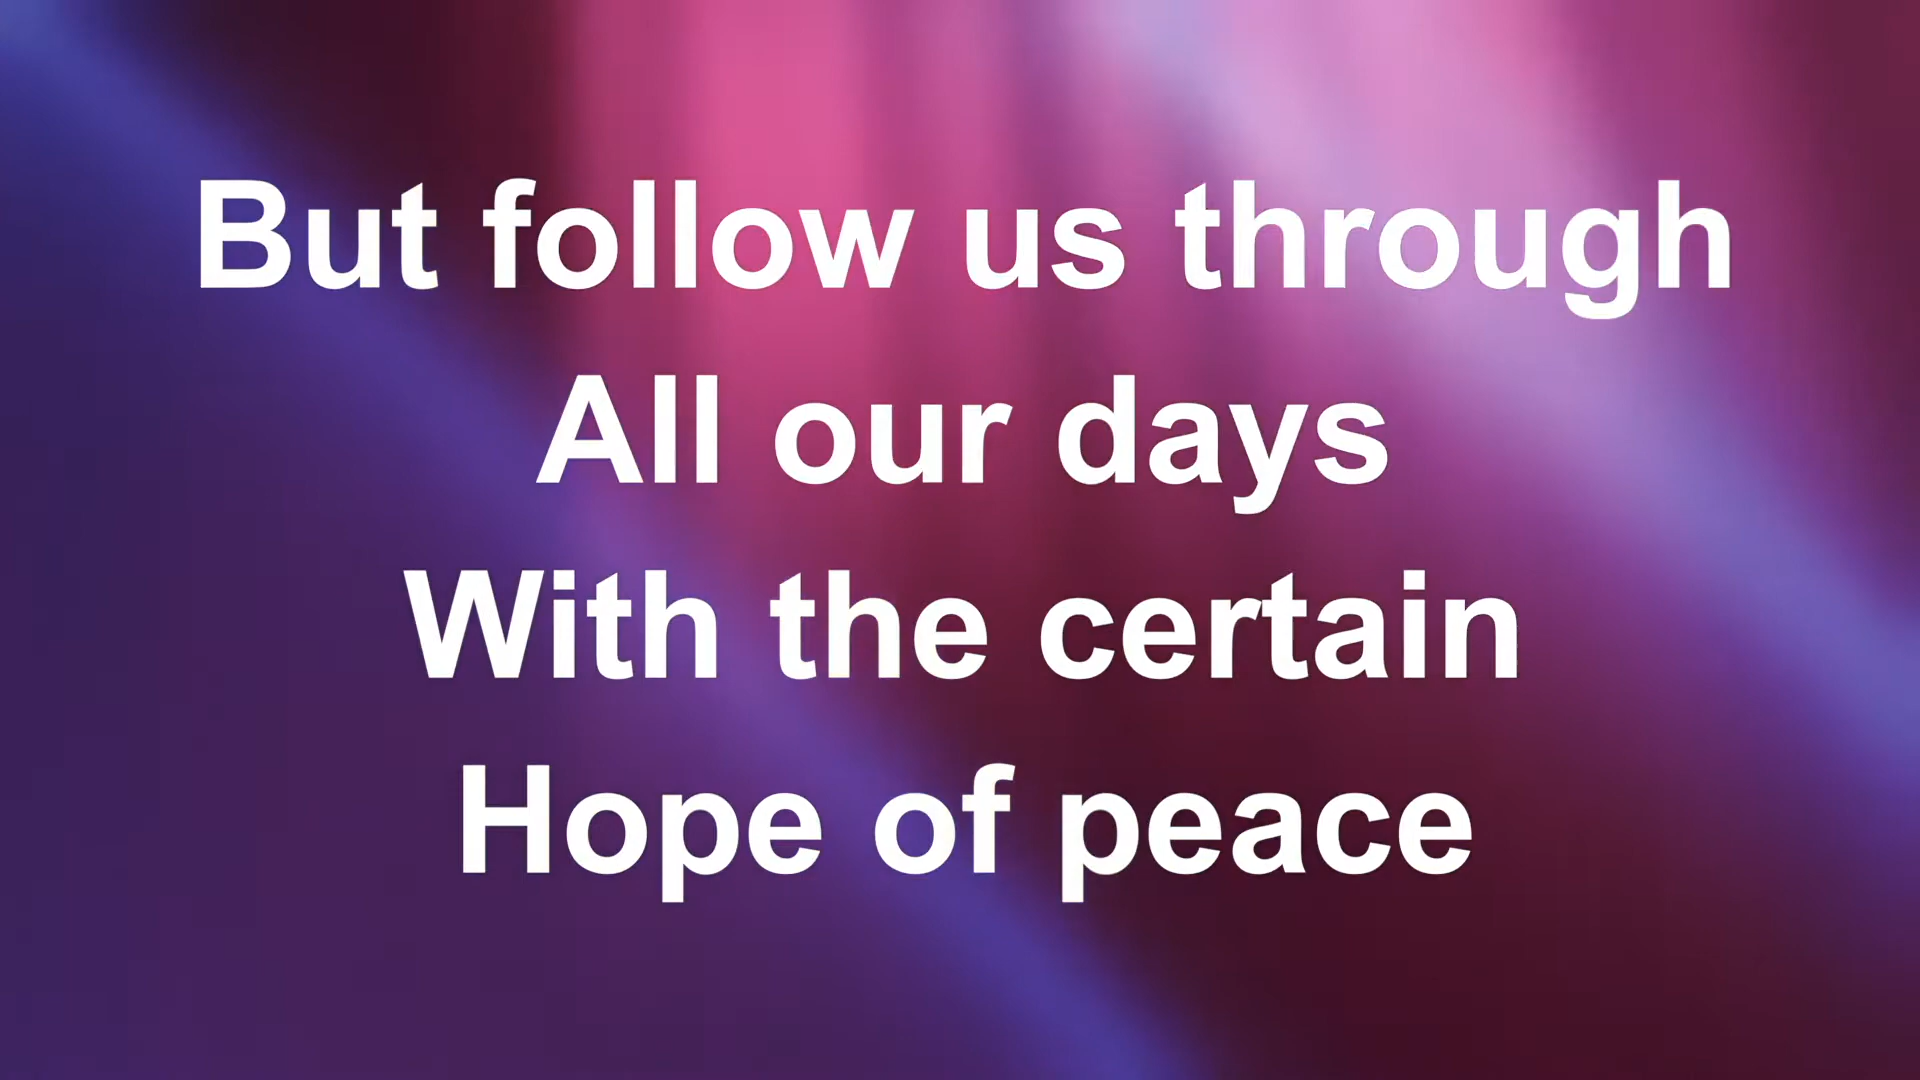 But follow us through
All our days
With the certain
Hope of peace